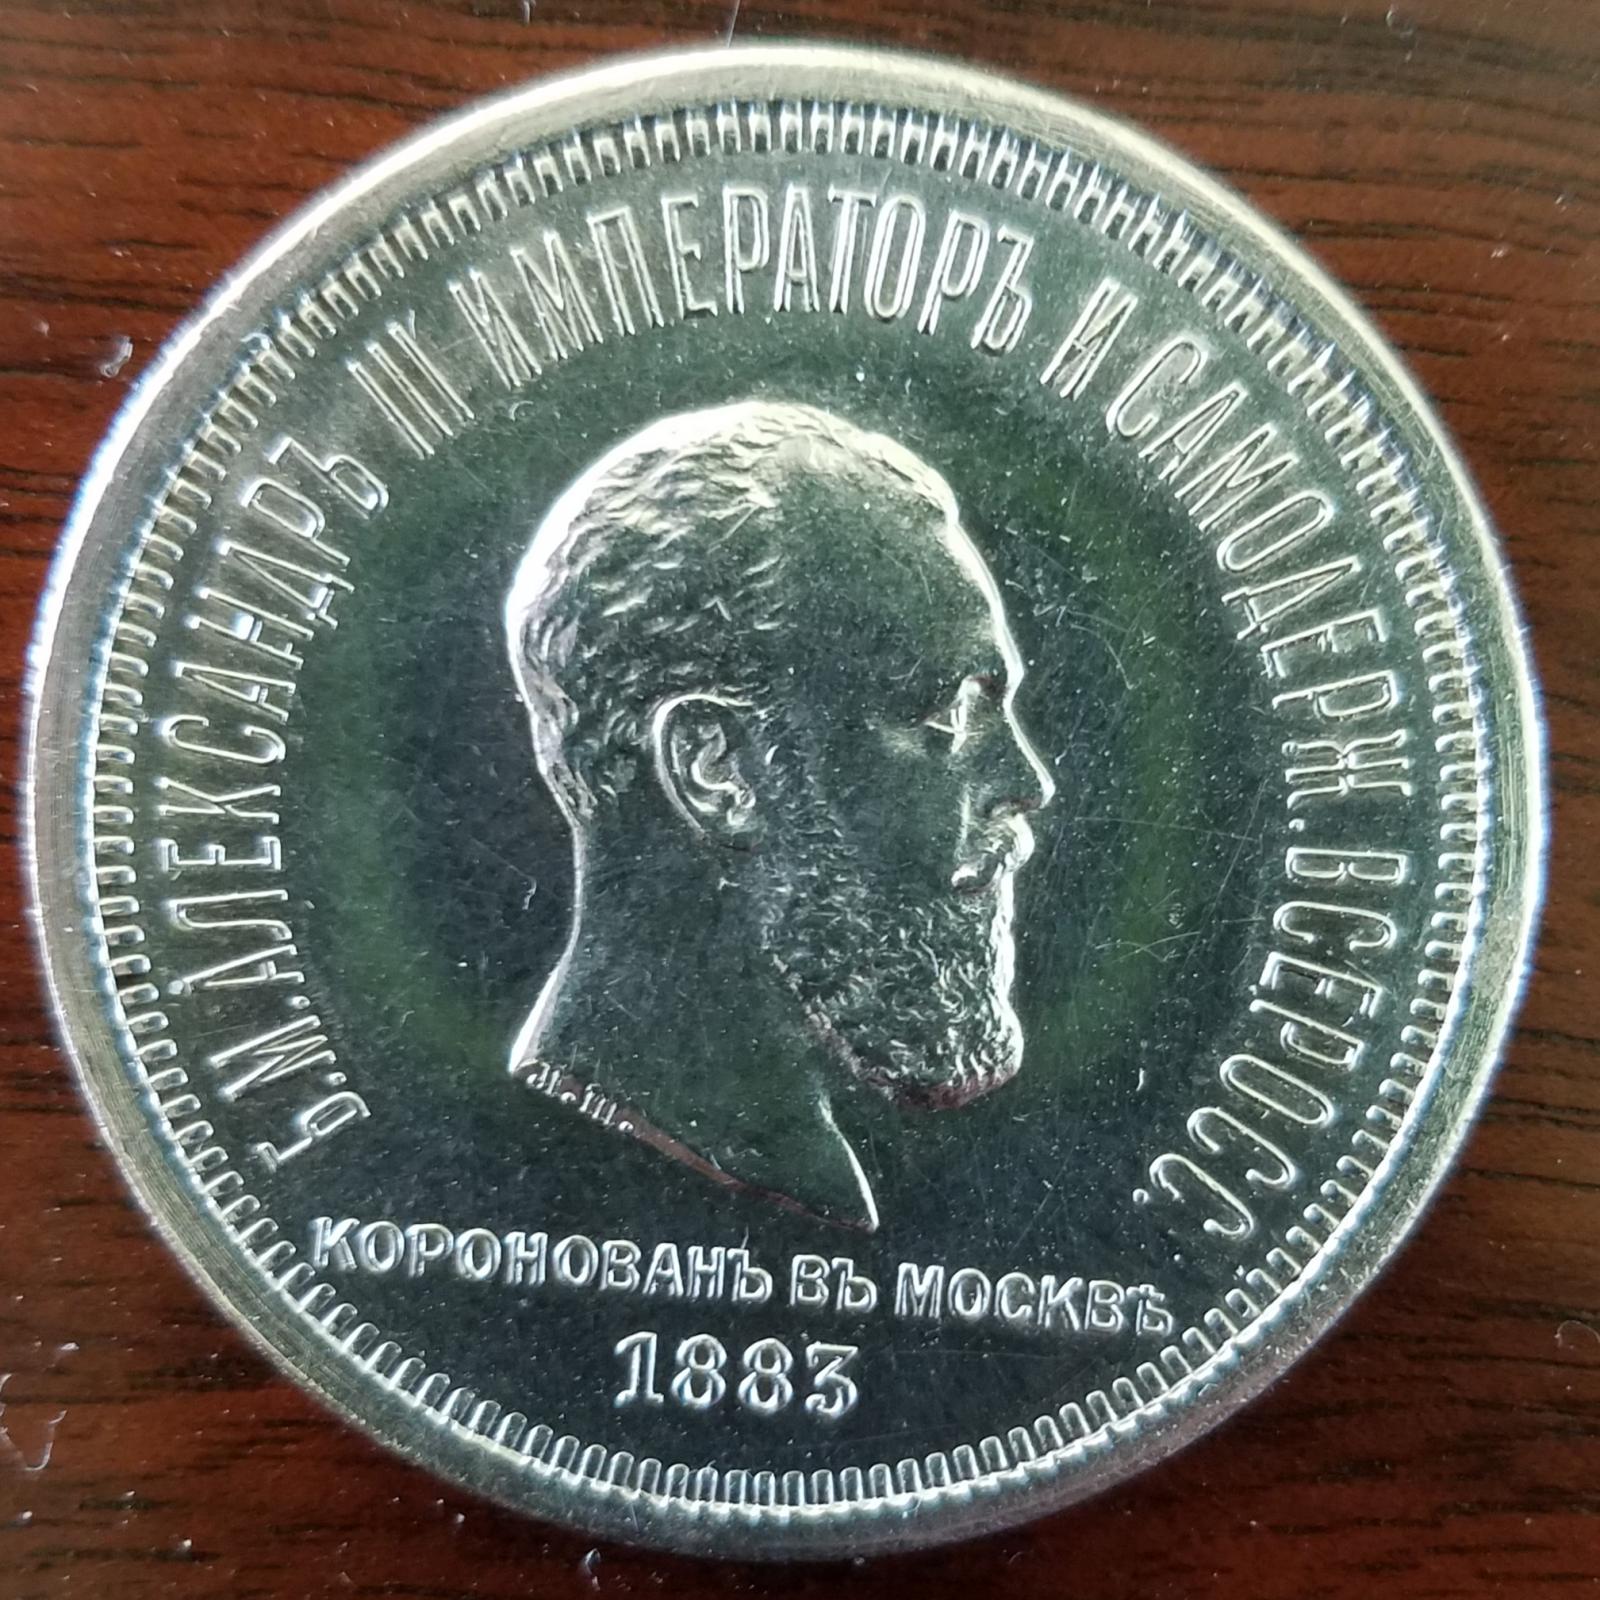 Б.М.АЛЕКСАНДРЪ III ИМПЕРАТОРЪ И САМОДЕРЖ.ВСЕРОСС.
Л.Ш.
КОРОНОВАНЪ ВЪ МОСКВѢ
1883